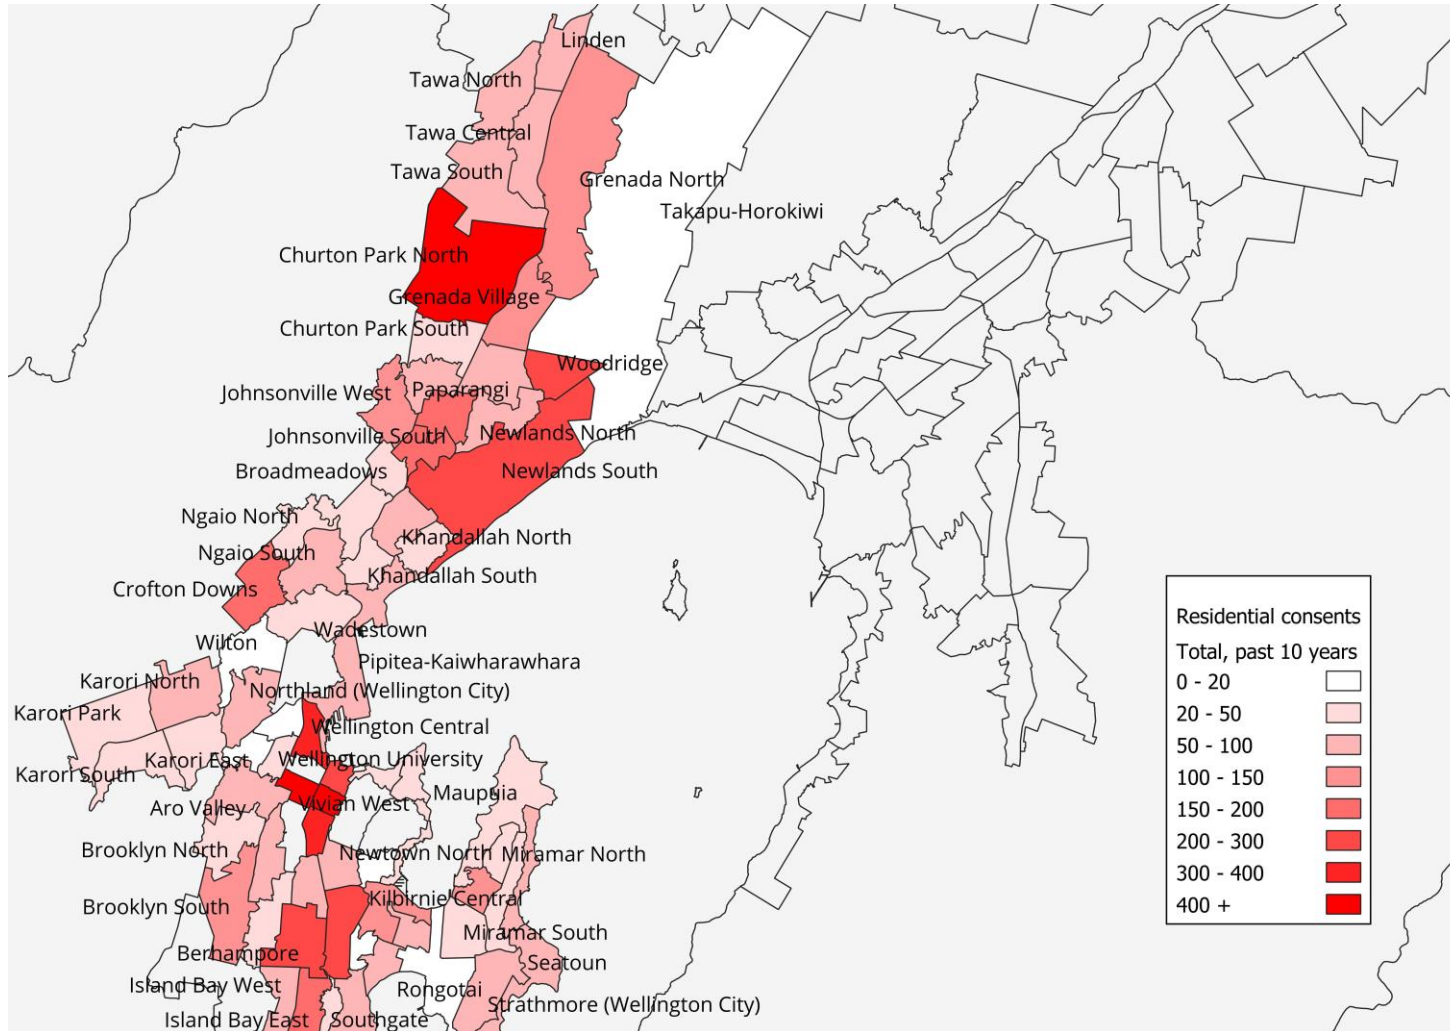 Linden
Tawa North
Tawa Central
Tawa South
Grenada North
Takapu-Horokiwi
Churton Park North
Grenada Village
Churton Park South
Woodridge
Johnsonville West
Paparangi
Johnsonville South
Newlands North
Broadmeadows
Newlands South
Ngaio North
Khandallah North
Ngaio South
Khandallah South
Crofton Downs
Wadestown
Wilton
Pipitea-Kaiwharawhara
Karori North
Northland (Wellington City)
Karori Park
Wellington Central
Karori East
Wellington University
Karori South
Maupuia
Aro Valley
Vivian West
Brooklyn North
Newtown North
Miramar North
Kilbirnie Central
Brooklyn South
Miramar South
Berhampore
Seatoun
Island Bay West
Rongotai
Strathmore (Wellington City)
Island Bay East
Southgate
Residential consents
Total, past 10 years
0 - 20
20 - 50
50 - 100
100 - 150
150 - 200
200 - 300
300 - 400
400 +